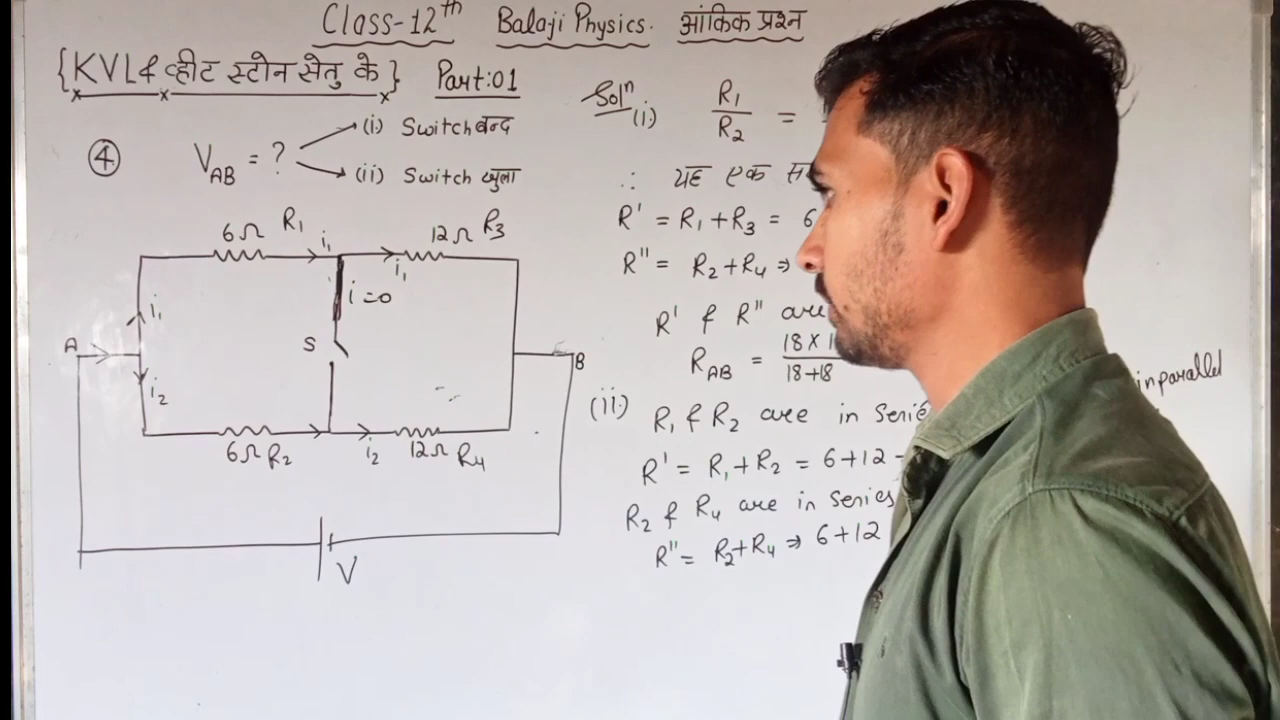 Class-12th Balaji Physics. आंकिक प्रश्न
{KVL & व्हीट स्टोन सेतु के} Part:01
④ V_AB = ?
(i) Switch बन्द
(ii) Switch खुला
6Ω R₁ i₁ 12Ω R₃
i₁ i₁ i=0
A S B
i₂
6Ω R₂ i₂ 12Ω R₄
V
Solⁿ (i) R₁/R₂ =
∴ यह एक
R' = R₁ + R₃ = 6
R" = R₂+R₄ ⇒
R' & R" are
R_AB = 18 X 1 / 18+18
in parallel
(ii) R₁ & R₂ are in Serie
R' = R₁+R₂ = 6+12
R₂ & R₄ are in Series
R" = R₂+R₄ ⇒ 6+12